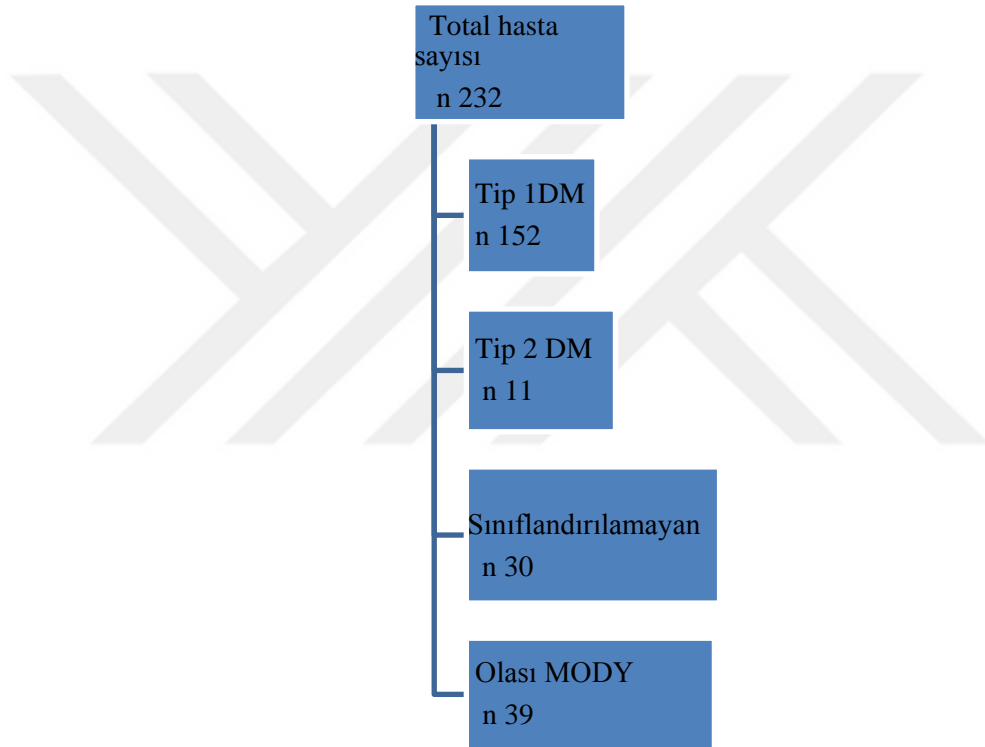 Total hasta
sayısı
n 232
Tip 1DM
n 152
Tip 2 DM
n 11
Sınıflandırılamayan
n 30
Olası MODY
n 39